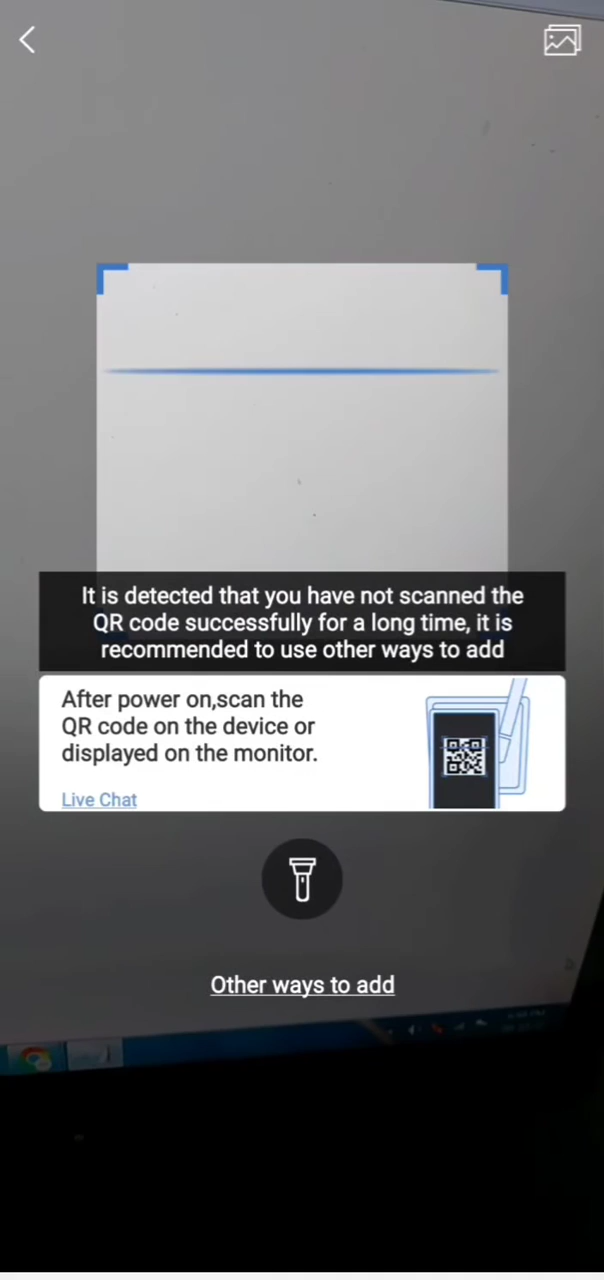 It is detected that you have not scanned the
QR code successfully for a long time, it is
recommended to use other ways to add
After power on,scan the
QR code on the device or
displayed on the monitor.
Live Chat
Other ways to add